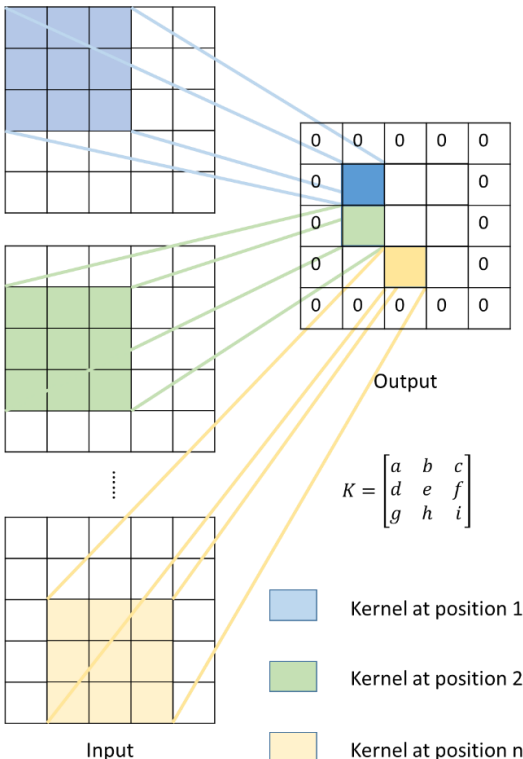 0 0 0 0 0
0 0
0 0
0 0
0 0 0 0 0
Output
......
K = [a b c
d e f
g h i]
Kernel at position 1
Kernel at position 2
Kernel at position n
Input